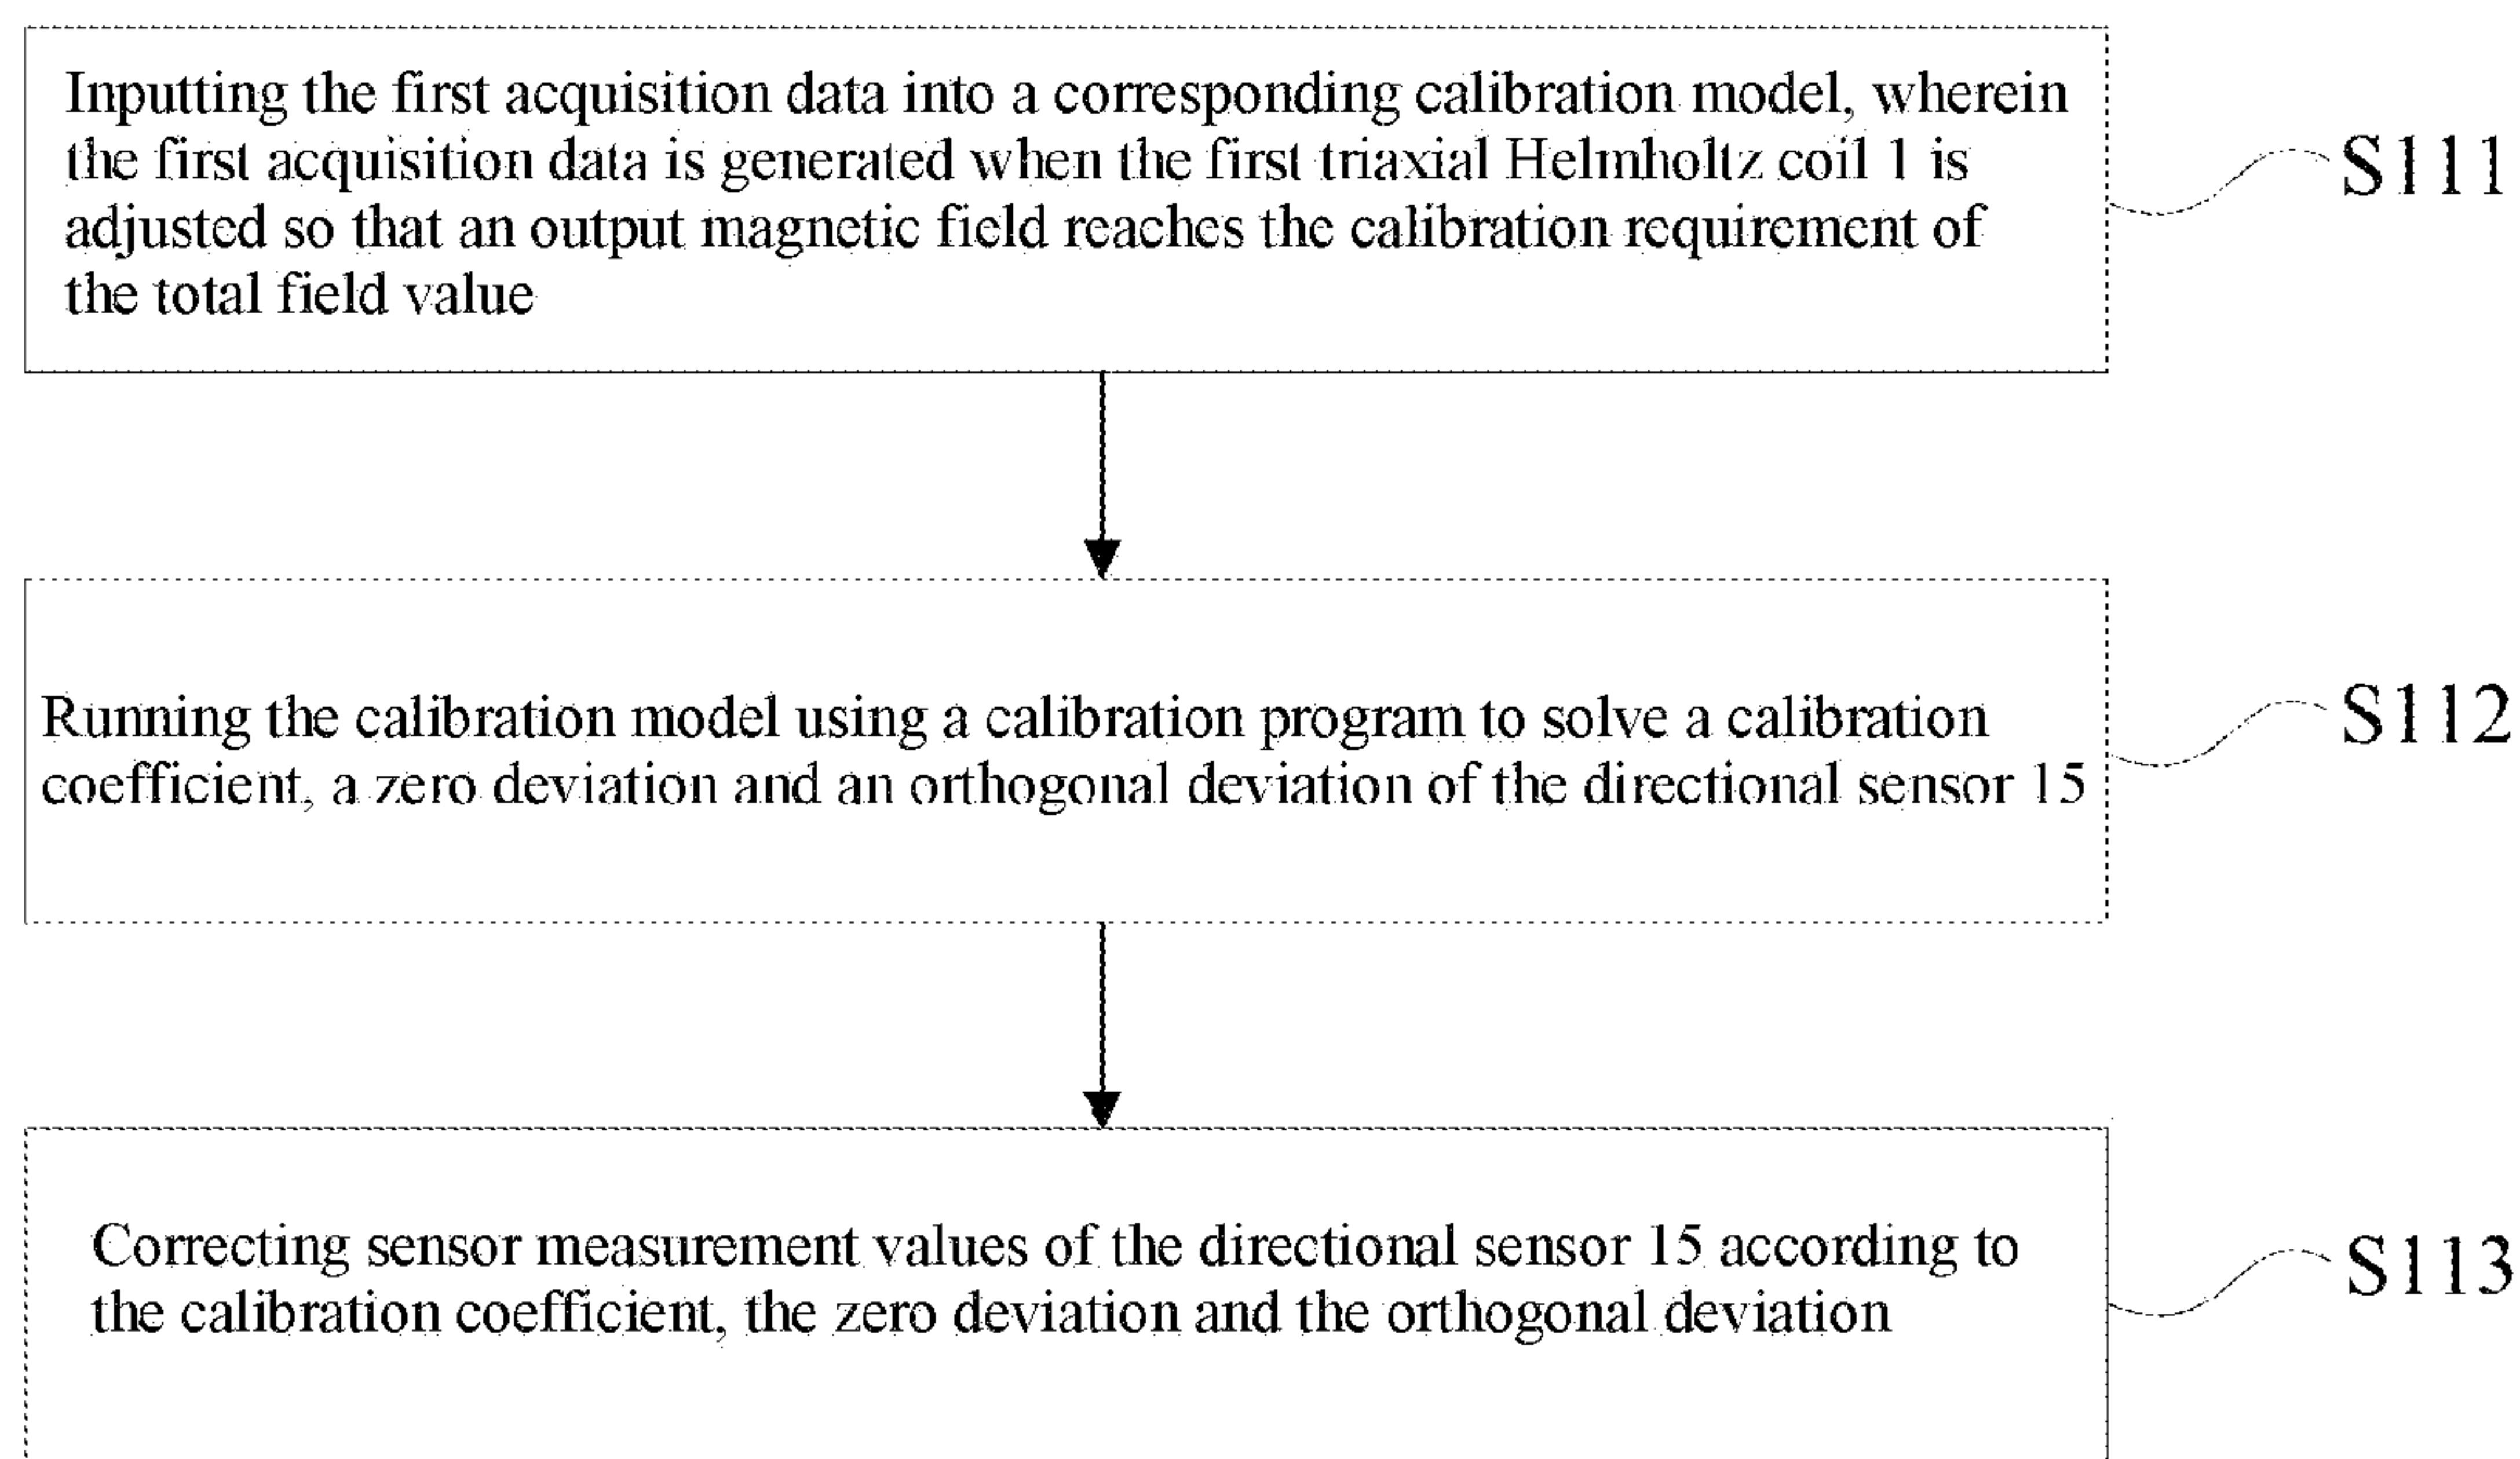 Inputting the first acquisition data into a corresponding calibration model, wherein
the first acquisition data is generated when the first triaxial Helmholtz coil 1 is
adjusted so that an output magnetic field reaches the calibration requirement of
the total field value
S111
Running the calibration model using a calibration program to solve a calibration
coefficient, a zero deviation and an orthogonal deviation of the directional sensor 15
S112
Correcting sensor measurement values of the directional sensor 15 according to
the calibration coefficient, the zero deviation and the orthogonal deviation
S113